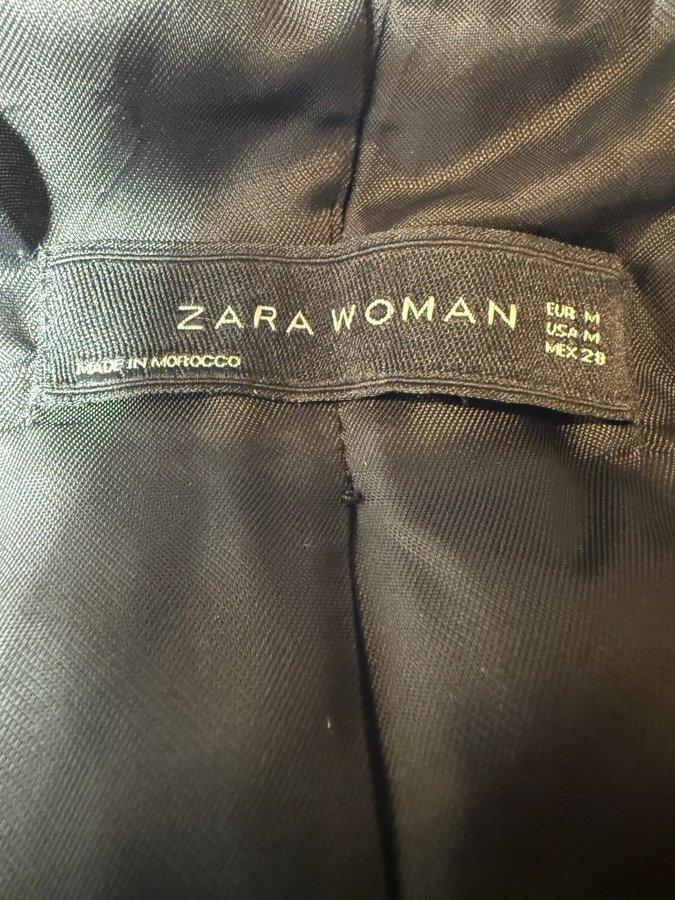 ZARA WOMAN
MADE IN MOROCCO
EUR M
USA M
MEX 28